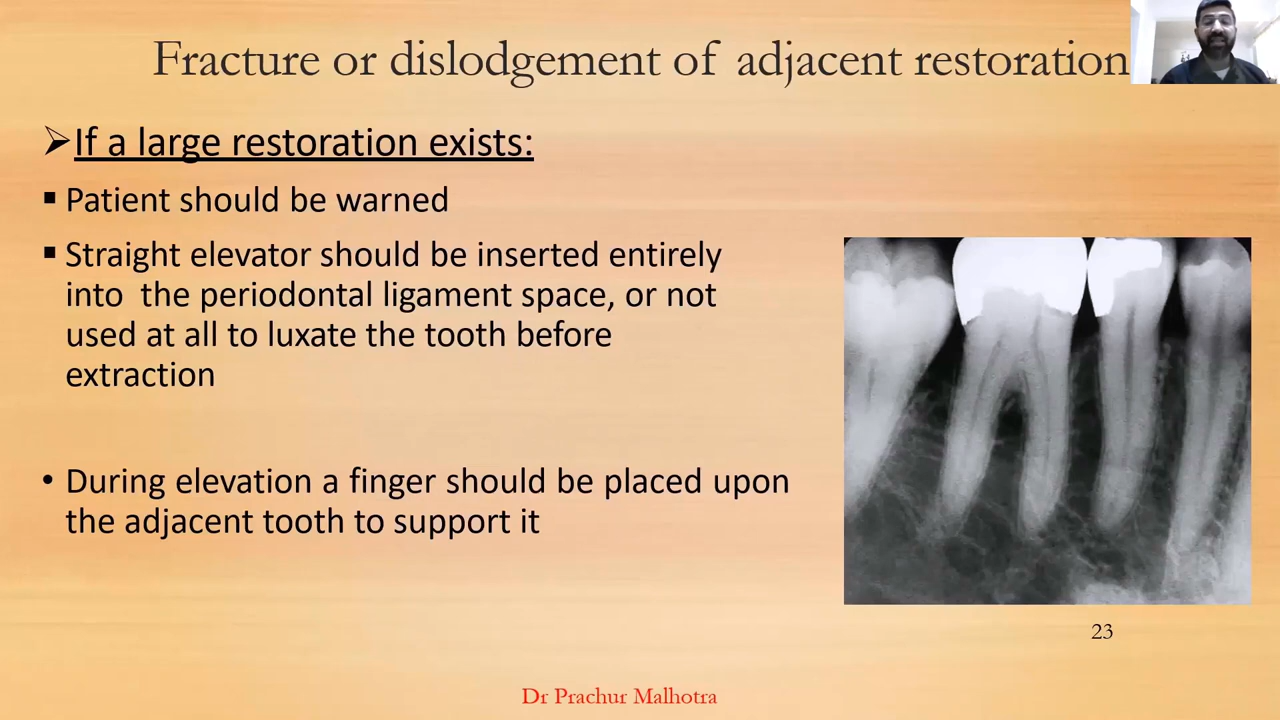 Fracture or dislodgement of adjacent restoration
If a large restoration exists:
Patient should be warned
Straight elevator should be inserted entirely
into the periodontal ligament space, or not
used at all to luxate the tooth before
extraction
During elevation a finger should be placed upon
the adjacent tooth to support it
23
Dr Prachur Malhotra